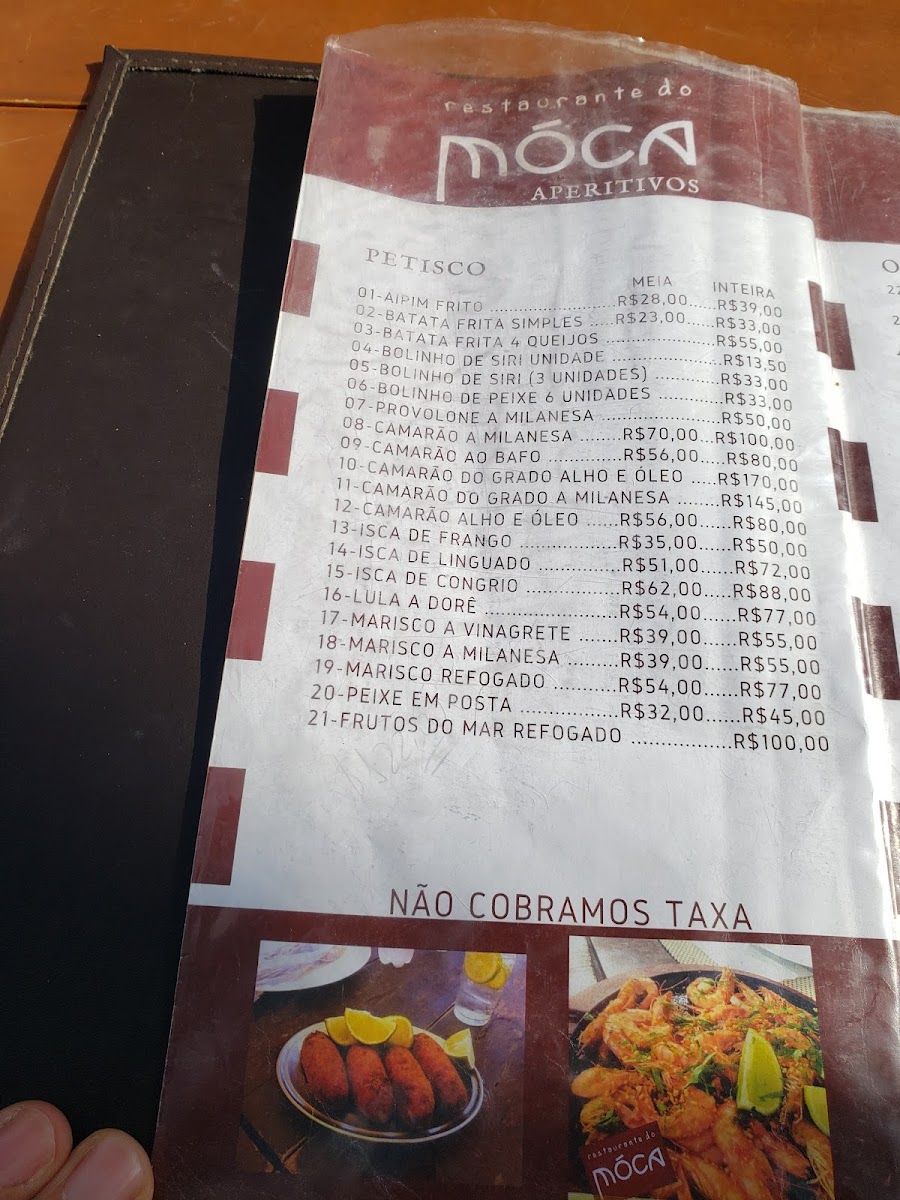 restaurante do
MÓCA
APERITIVOS
PETISCO
MEIA INTEIRA
01-AIPIM FRITO ........................R$28,00.....R$39,00
02-BATATA FRITA SIMPLES .....R$23,00.....R$33,00
03-BATATA FRITA 4 QUEIJOS ......................R$55,00
04-BOLINHO DE SIRI UNIDADE .....................R$13,50
05-BOLINHO DE SIRI (3 UNIDADES) ............R$33,00
06-BOLINHO DE PEIXE 6 UNIDADES ............R$33,00
07-PROVOLONE A MILANESA .......................R$50,00
08-CAMARÃO A MILANESA ........R$70,00...R$100,00
09-CAMARÃO AO BAFO ..............R$56,00.....R$80,00
10-CAMARÃO DO GRADO ALHO E ÓLEO .....R$170,00
11-CAMARÃO DO GRADO A MILANESA ........R$145,00
12-CAMARÃO ALHO E ÓLEO ......R$56,00......R$80,00
13-ISCA DE FRANGO ..................R$35,00......R$50,00
14-ISCA DE LINGUADO ...............R$51,00......R$72,00
15-ISCA DE CONGRIO .................R$62,00.....R$88,00
16-LULA A DORÊ ........................R$54,00......R$77,00
17-MARISCO A VINAGRETE .......R$39,00......R$55,00
18-MARISCO A MILANESA .........R$39,00......R$55,00
19-MARISCO REFOGADO ...........R$54,00......R$77,00
20-PEIXE EM POSTA ..................R$32,00......R$45,00
21-FRUTOS DO MAR REFOGADO .................R$100,00
NÃO COBRAMOS TAXA
restaurante do
MÓCA